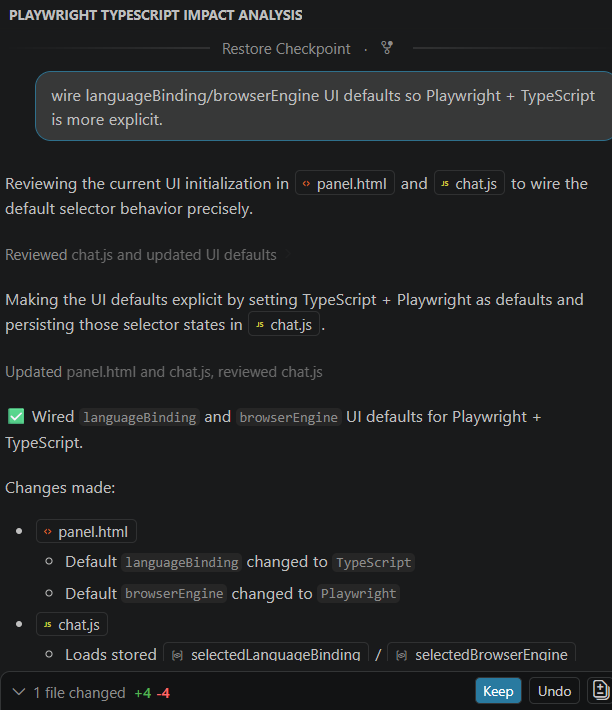 PLAYWRIGHT TYPESCRIPT IMPACT ANALYSIS
Restore Checkpoint ·
wire languageBinding/browserEngine UI defaults so Playwright + TypeScript
is more explicit.
Reviewing the current UI initialization in <> panel.html and JS chat.js to wire the
default selector behavior precisely.
Reviewed chat.js and updated UI defaults
Making the UI defaults explicit by setting TypeScript + Playwright as defaults and
persisting those selector states in JS chat.js .
Updated panel.html and chat.js, reviewed chat.js
✅ Wired languageBinding and browserEngine UI defaults for Playwright +
TypeScript.
Changes made:
• <> panel.html
◦ Default languageBinding changed to TypeScript
◦ Default browserEngine changed to Playwright
• JS chat.js
◦ Loads stored selectedLanguageBinding / selectedBrowserEngine
1 file changed +4 -4 Keep Undo